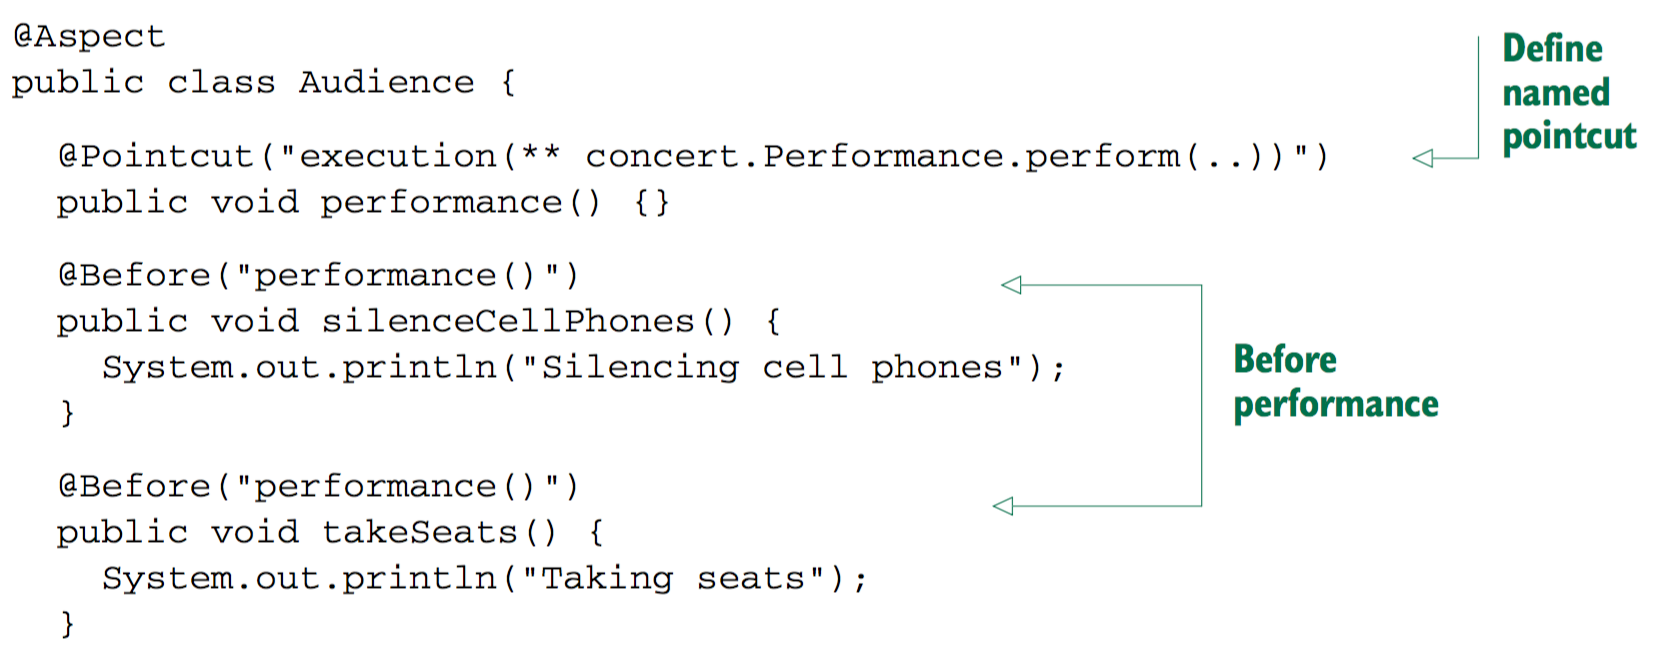 @Aspect
public class Audience {
@Pointcut("execution(** concert.Performance.perform(..))")
public void performance() {}
@Before("performance()")
public void silenceCellPhones() {
System.out.println("Silencing cell phones");
}
@Before("performance()")
public void takeSeats() {
System.out.println("Taking seats");
}
Define
named
pointcut
Before
performance